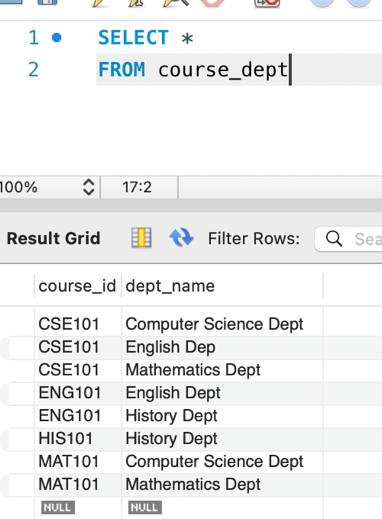 1 SELECT *
2 FROM course_dept
100% 17:2
Result Grid Filter Rows: Sea
course_id dept_name
CSE101 Computer Science Dept
CSE101 English Dep
CSE101 Mathematics Dept
ENG101 English Dept
ENG101 History Dept
HIS101 History Dept
MAT101 Computer Science Dept
MAT101 Mathematics Dept
NULL NULL